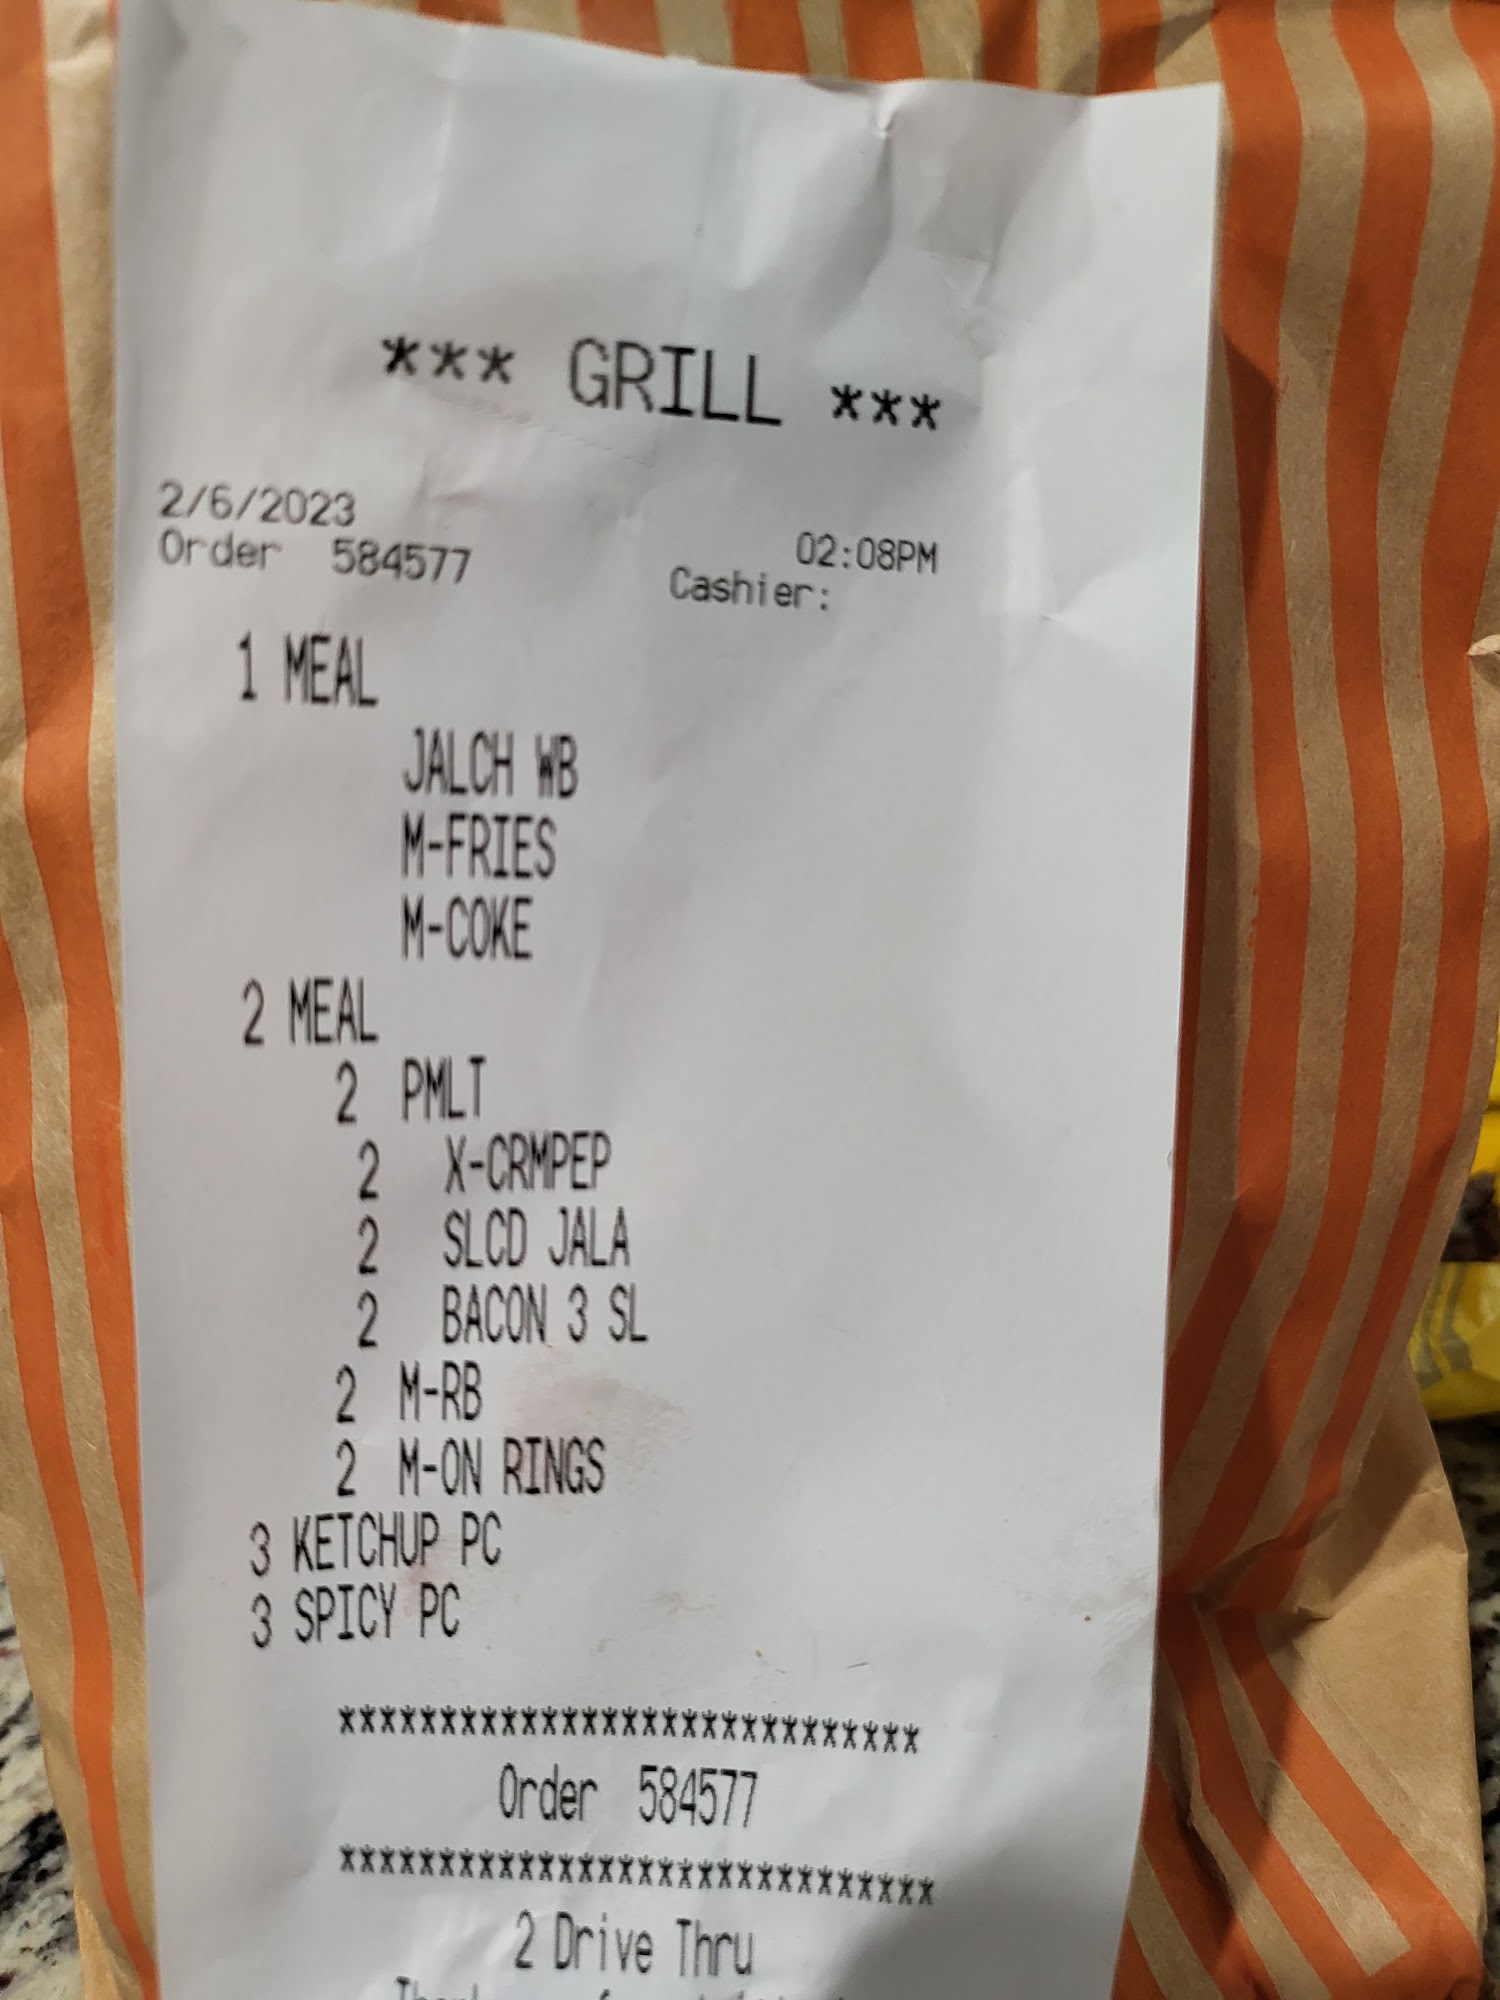 *** GRILL ***
2/6/2023
02:08PM
Order 584577
Cashier:
1 MEAL
JALCH WB
M-FRIES
M-COKE
2 MEAL
2 PMLT
2 X-CRMPEP
2 SLCD JALA
2 BACON 3 SL
2 M-RB
2 M-ON RINGS
3 KETCHUP PC
3 SPICY PC
*****************************
Order 584577
******************************
2 Drive Thru